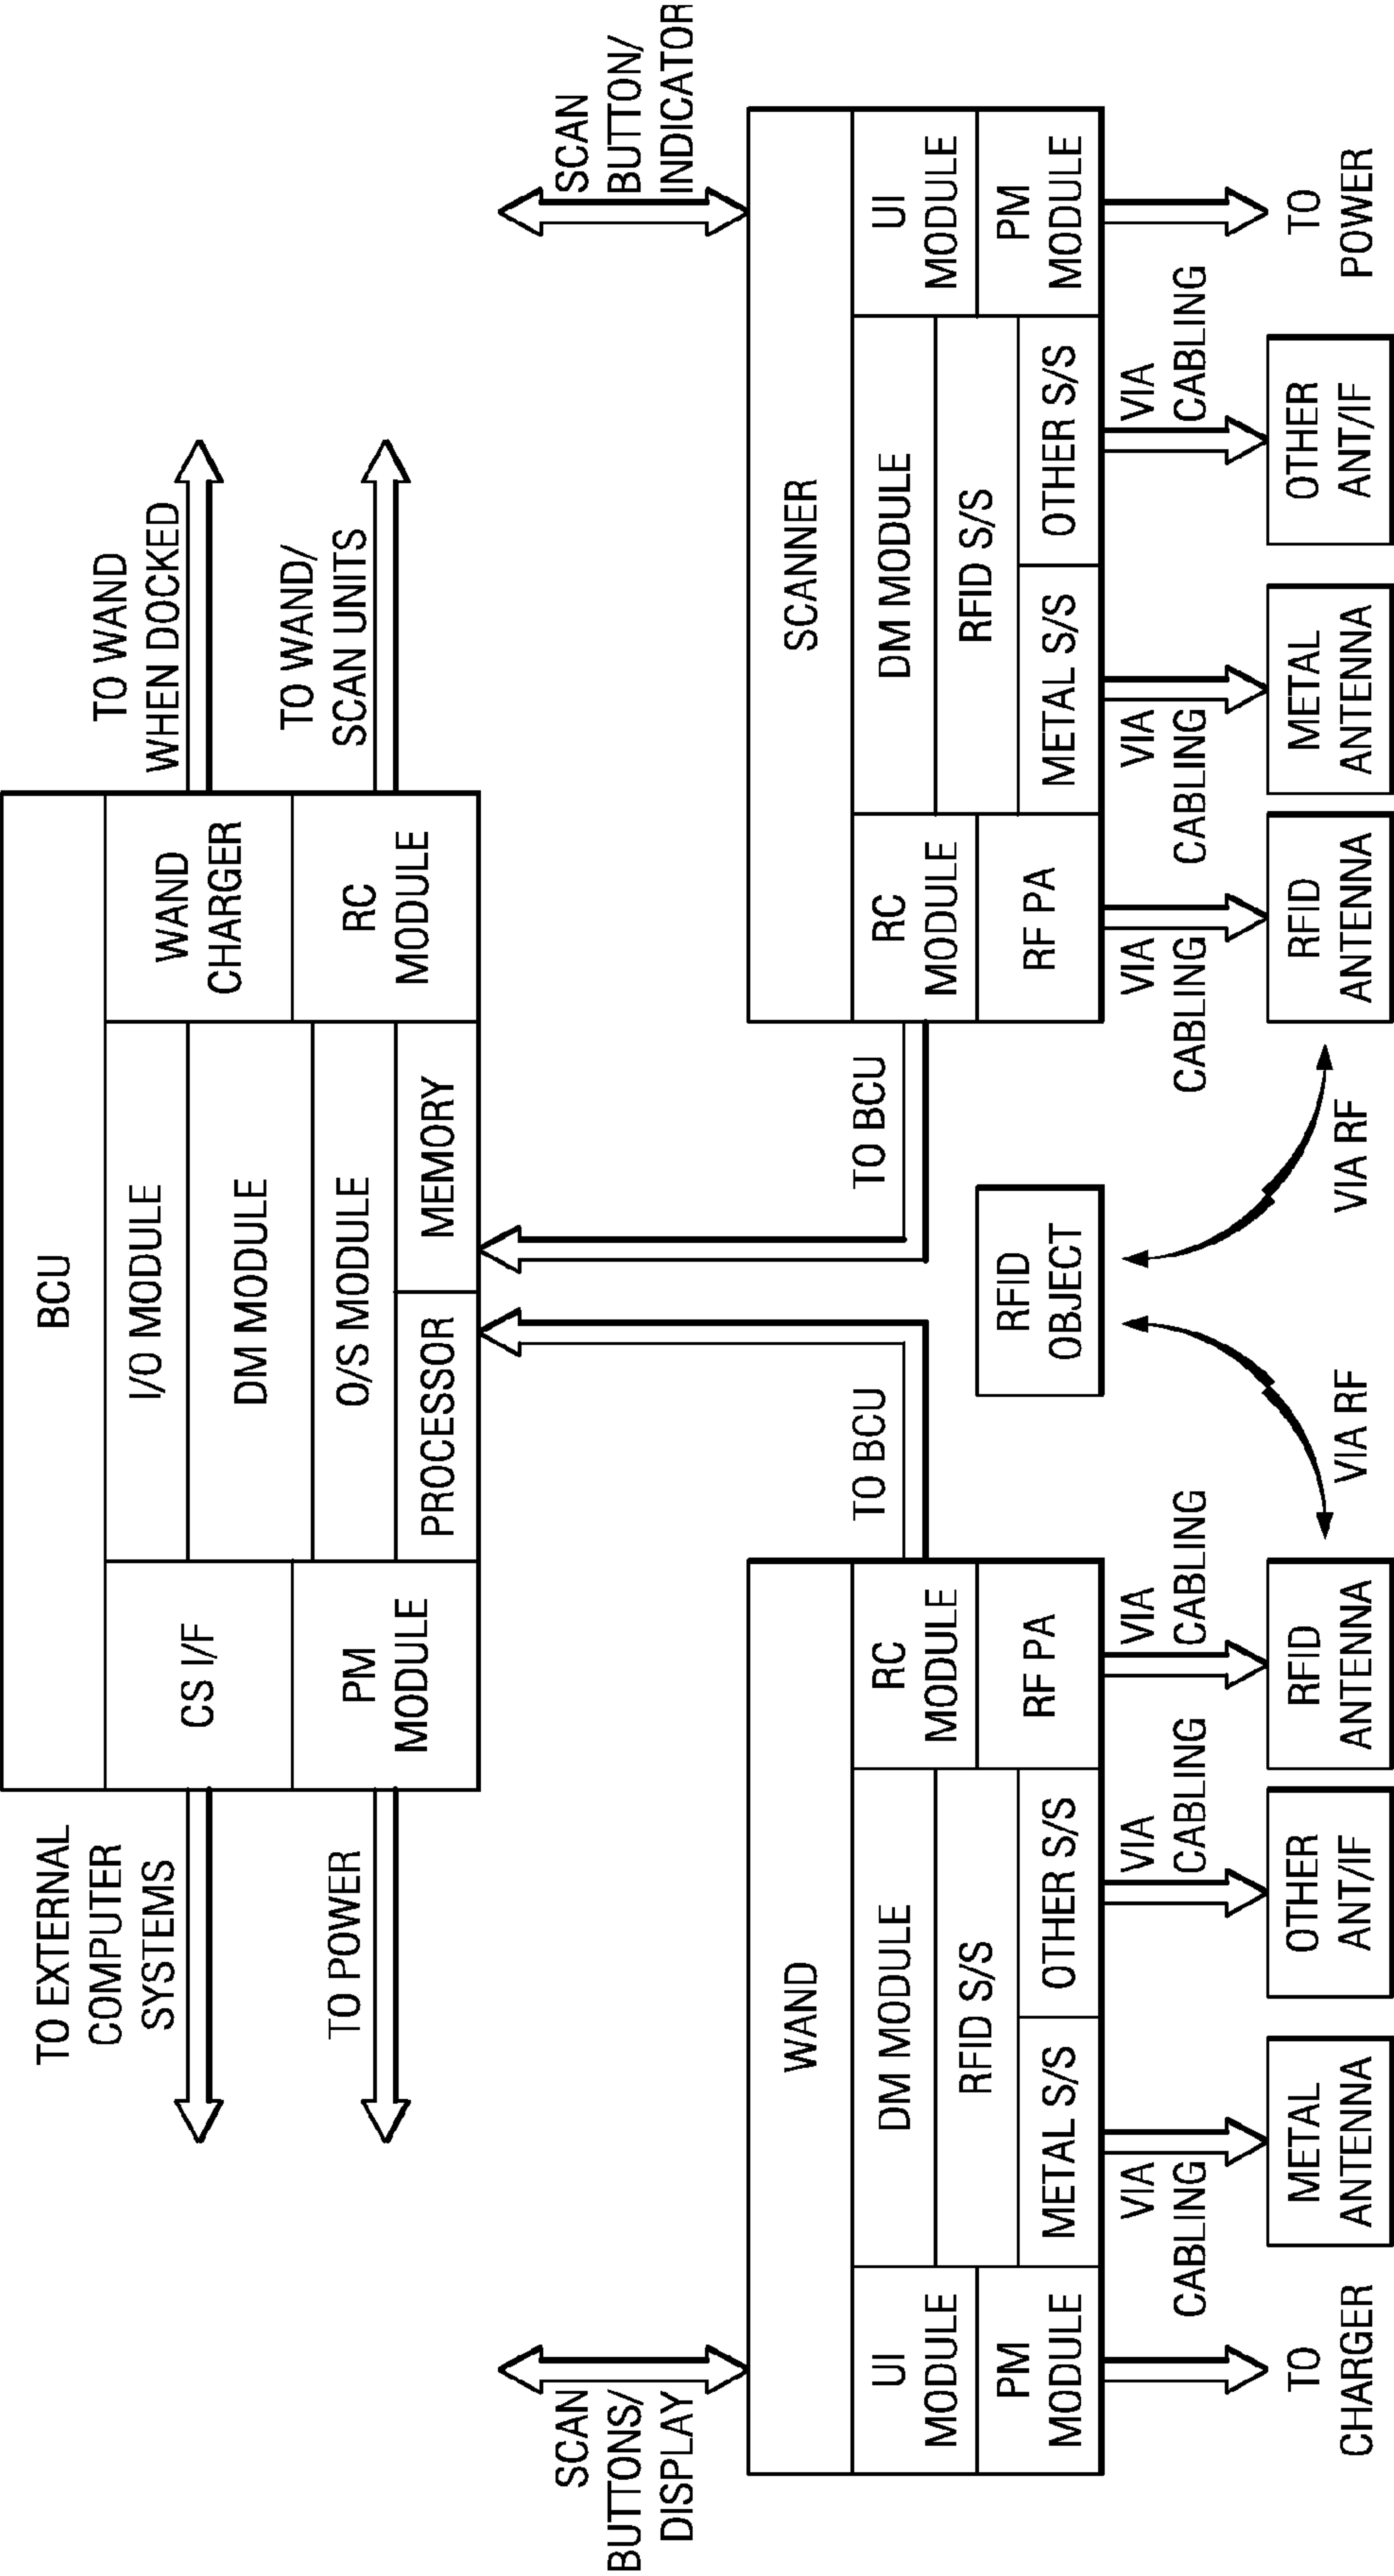 BCU
CS I/F
PM
MODULE
I/O MODULE
DM MODULE
O/S MODULE
PROCESSOR
MEMORY
WAND
CHARGER
RC
MODULE
TO EXTERNAL
COMPUTER
SYSTEMS
TO POWER
TO WAND
WHEN DOCKED
TO WAND/
SCAN UNITS
SCAN
BUTTONS/
DISPLAY
SCAN
BUTTON/
INDICATOR
WAND
UI
MODULE
PM
MODULE
DM MODULE
RFID S/S
METAL S/S
OTHER S/S
RC
MODULE
RF PA
TO BCU
TO BCU
SCANNER
RC
MODULE
RF PA
DM MODULE
RFID S/S
METAL S/S
OTHER S/S
UI
MODULE
PM
MODULE
RFID
OBJECT
VIA
CABLING
VIA
CABLING
VIA
CABLING
VIA
CABLING
VIA
CABLING
VIA
CABLING
TO
CHARGER
METAL
ANTENNA
OTHER
ANT/IF
RFID
ANTENNA
VIA RF
VIA RF
RFID
ANTENNA
METAL
ANTENNA
OTHER
ANT/IF
TO
POWER